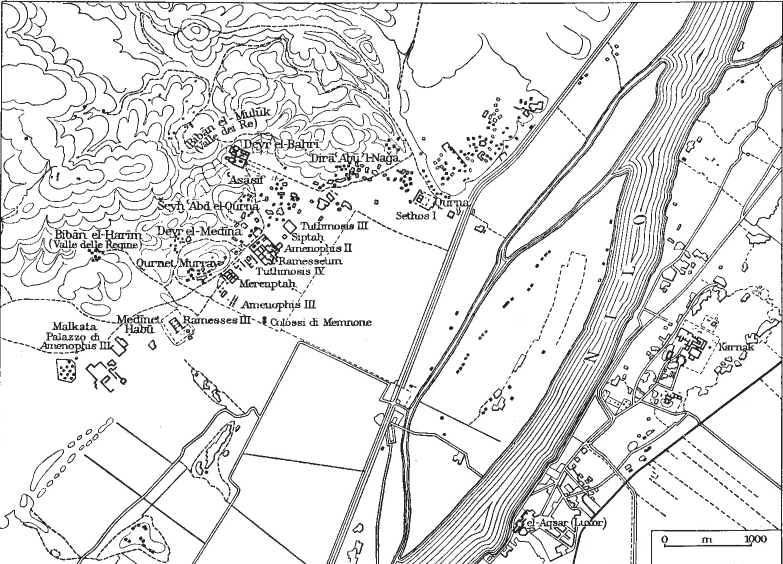 Bibân el-Mulûk
(Valle dei Re)
Deyr el-Bahri
Dirâ' Abû 'l-Naga
Asâsîf
Qurna
Sethos I
Seyh 'Abd el-Qurna
Tuthmosis III
Siptah
Deyr el-Medina
Bibân el-Harîm
(Valle delle Regine)
Amenophis II
Ramesseum
Qurnet Murray
Tuthmosis IV
Merenptah
Amenophis III
Medinet
Habû
Ramesses III
Colossi di Memnone
Malkata
Palazzo di
Amenophis III
NILO
Karnak
el-Aqsar (Luxor)
0 m 1000